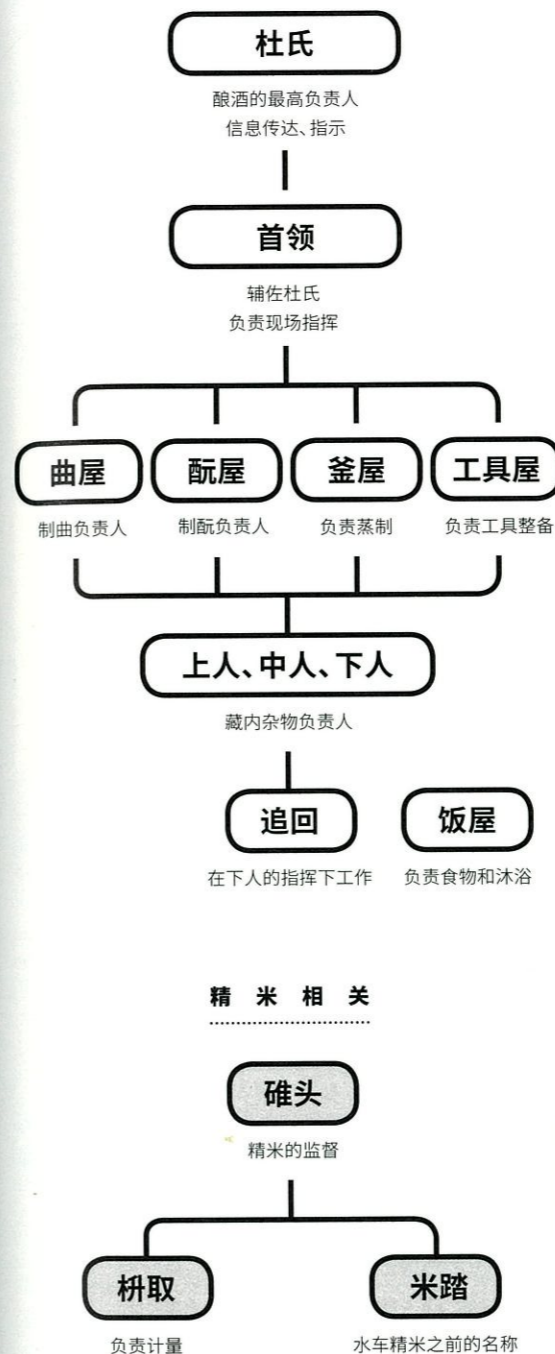 杜氏
酿酒的最高负责人
信息传达、指示
首领
辅佐杜氏
负责现场指挥
曲屋
酛屋
釜屋
工具屋
制曲负责人
制酛负责人
负责蒸制
负责工具整备
上人、中人、下人
藏内杂物负责人
追回
饭屋
在下人的指挥下工作
负责食物和沐浴
精米相关
碓头
精米的监督
枡取
米踏
负责计量
水车精米之前的名称